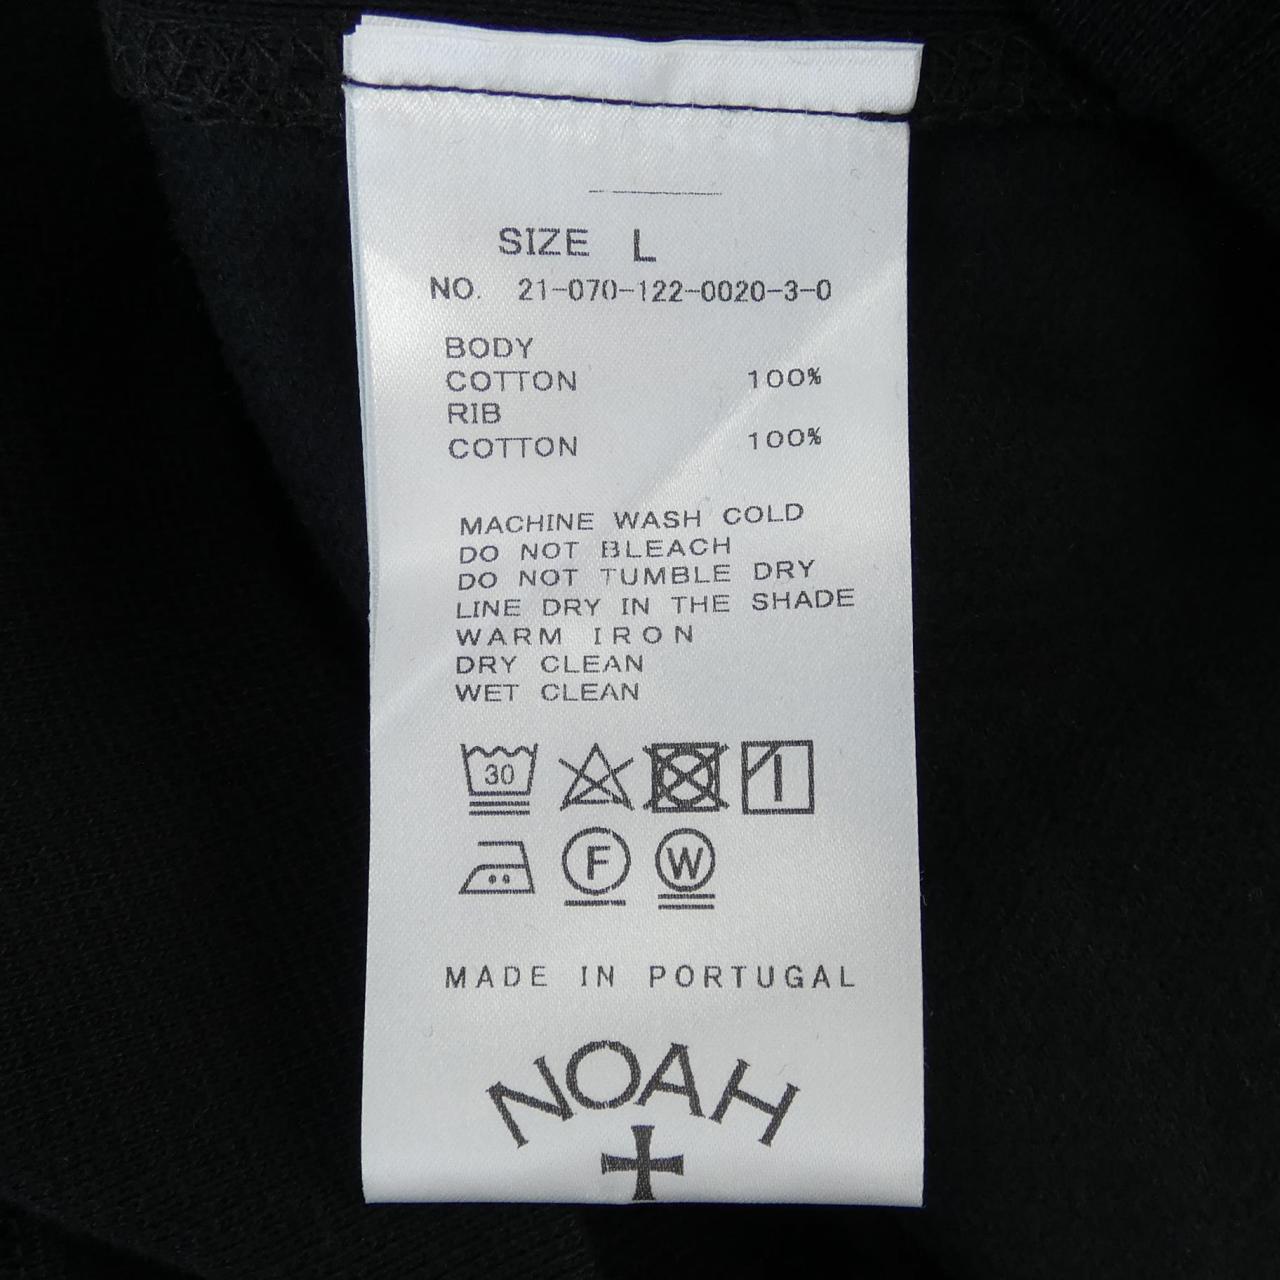 SIZE L
NO. 21-070-122-0020-3-0
BODY
COTTON 100%
RIB
COTTON 100%
MACHINE WASH COLD
DO NOT BLEACH
DO NOT TUMBLE DRY
LINE DRY IN THE SHADE
WARM IRON
DRY CLEAN
WET CLEAN
30
F W
MADE IN PORTUGAL
NOAH